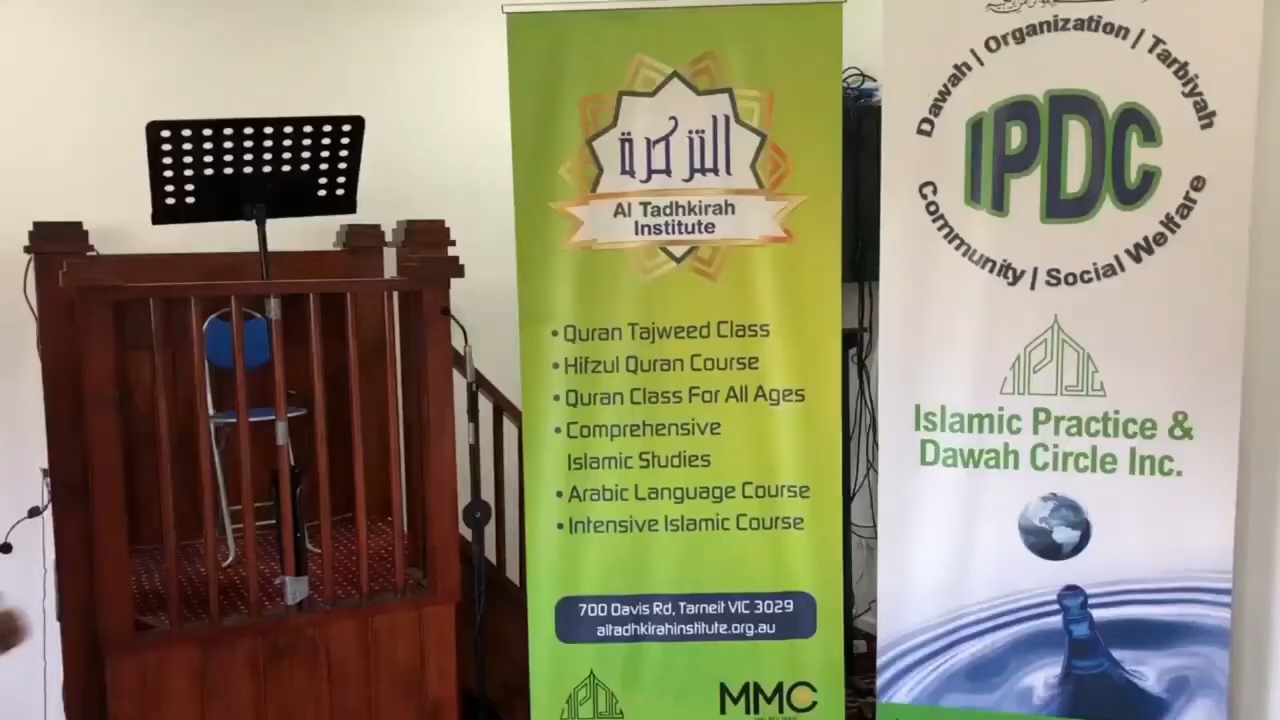 التذكرة
Al Tadhkirah
Institute
• Quran Tajweed Class
• Hifzul Quran Course
• Quran Class For All Ages
• Comprehensive
Islamic Studies
• Arabic Language Course
• Intensive Islamic Course
700 Davis Rd, Tarneit VIC 3029
altadhkirahinstitute.org.au
IPDC
MMC
Dawah | Organization | Tarbiyah
IPDC
Community | Social Welfare
IPDC
Islamic Practice &
Dawah Circle Inc.